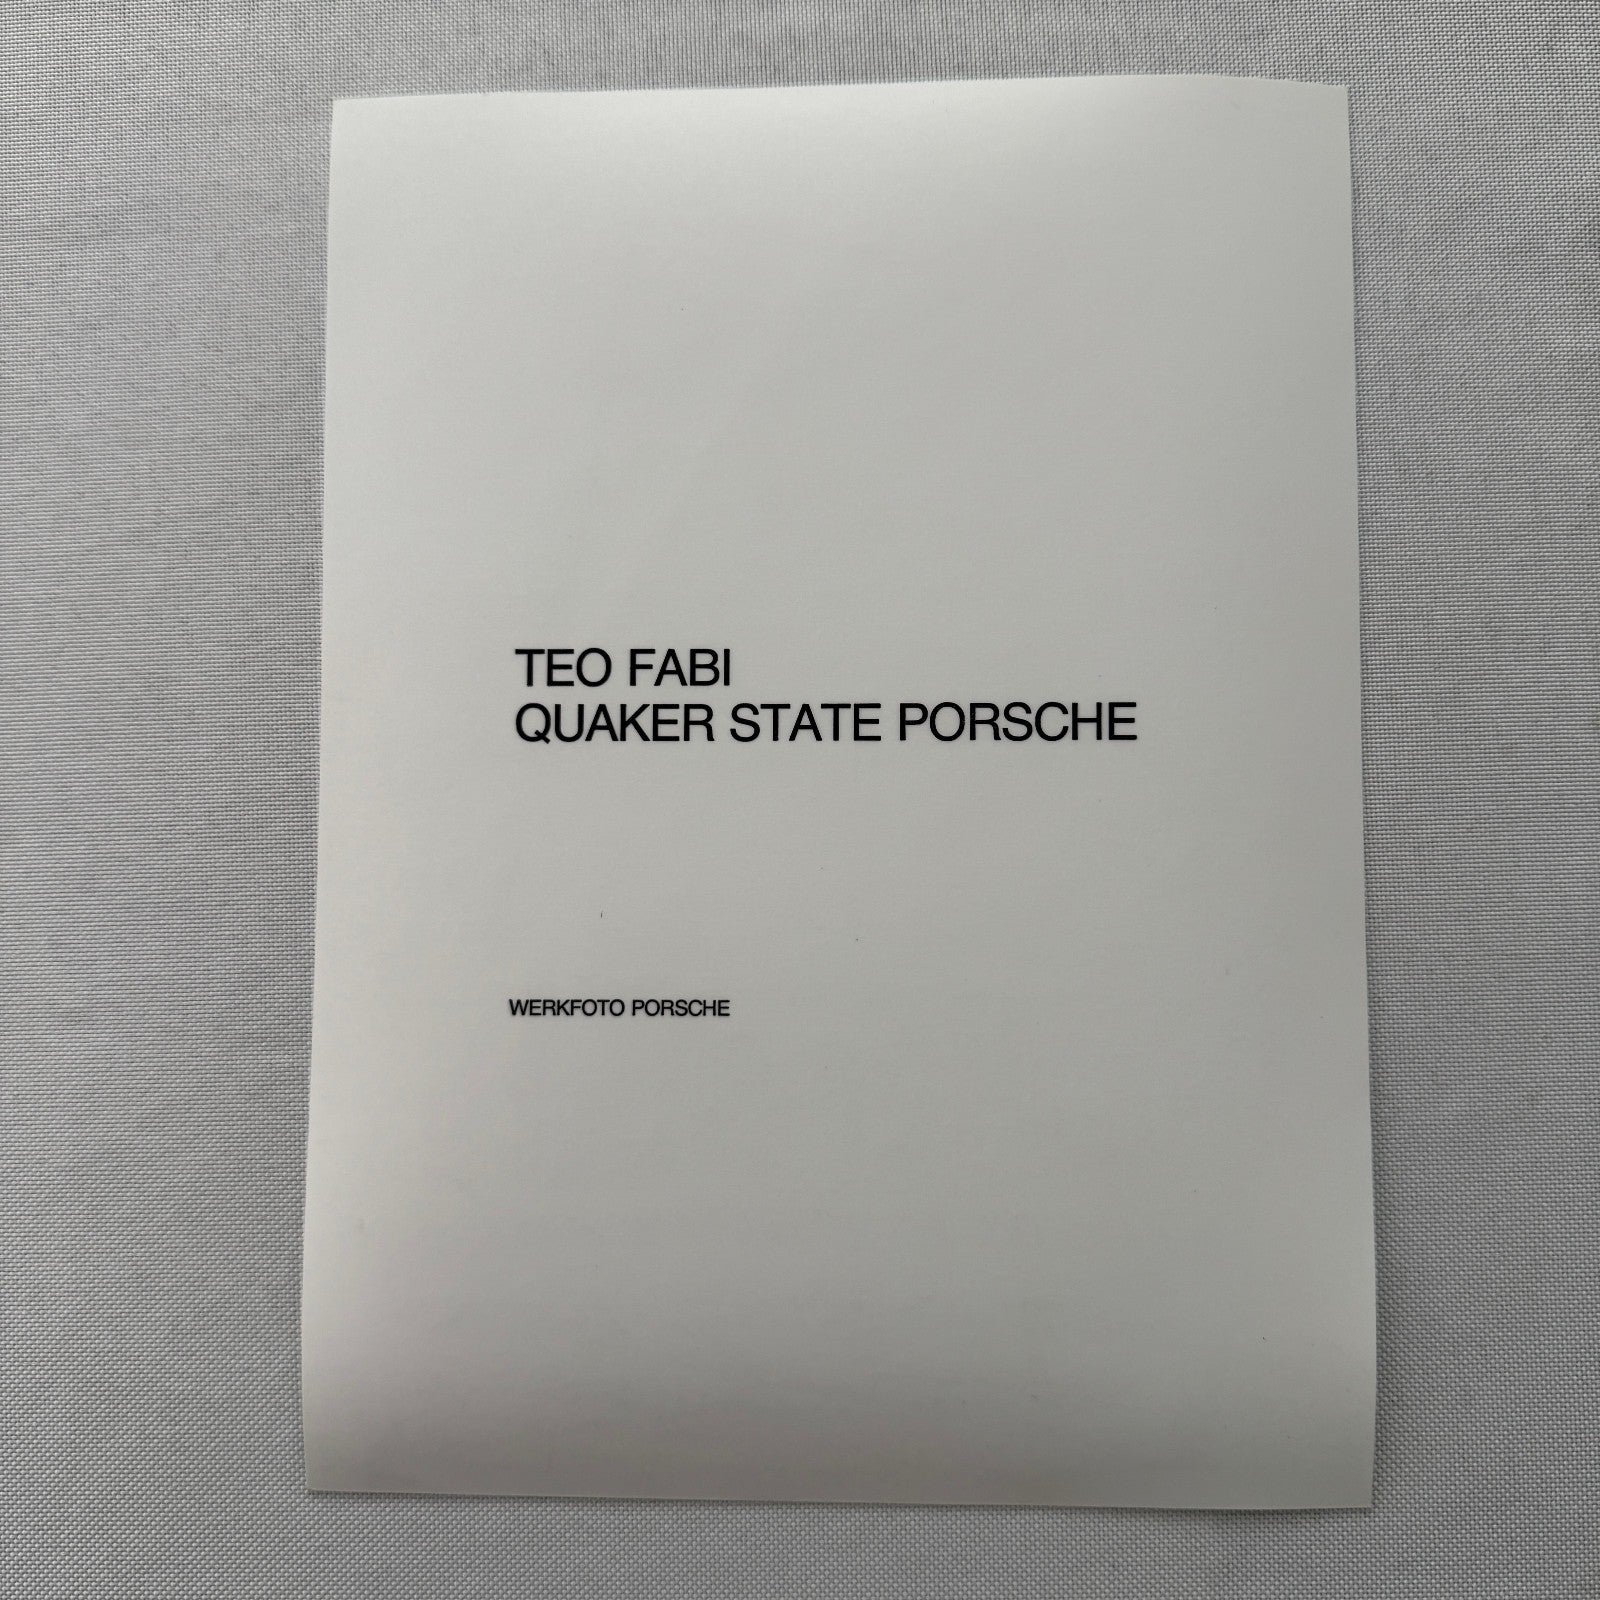 TEO FABI
QUAKER STATE PORSCHE
WERKFOTO PORSCHE